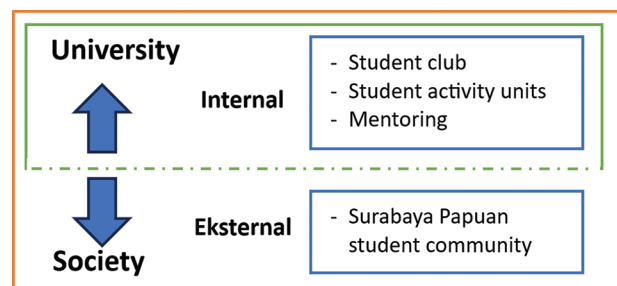 University
Internal
- Student club
- Student activity units
- Mentoring
Eksternal
- Surabaya Papuan
student community
Society